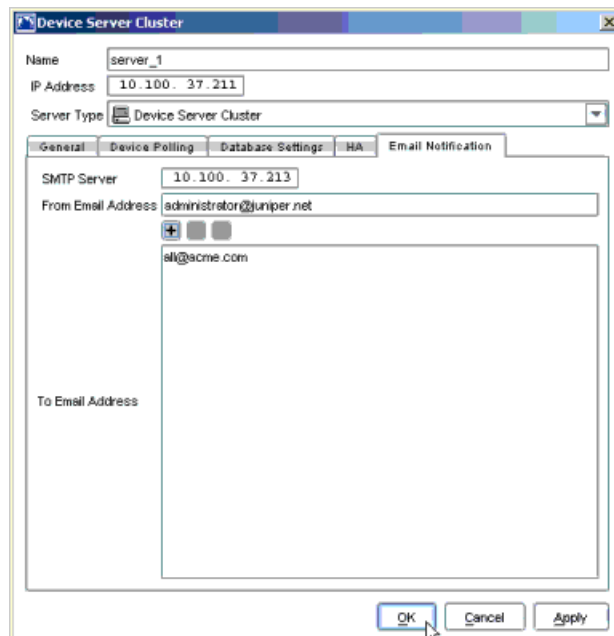 Device Server Cluster
Name server_1
IP Address 10.100. 37.211
Server Type Device Server Cluster
General Device Polling Database Settings HA Email Notification
SMTP Server 10.100. 37.213
From Email Address administrator@juniper.net
all@acme.com
To Email Address
OK Cancel Apply